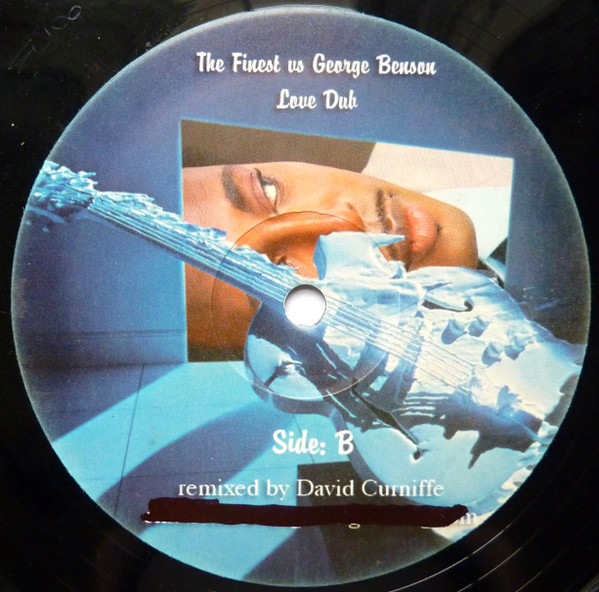 The Finest vs George Benson
Love Dub
Side: B
remixed by David Curniffe